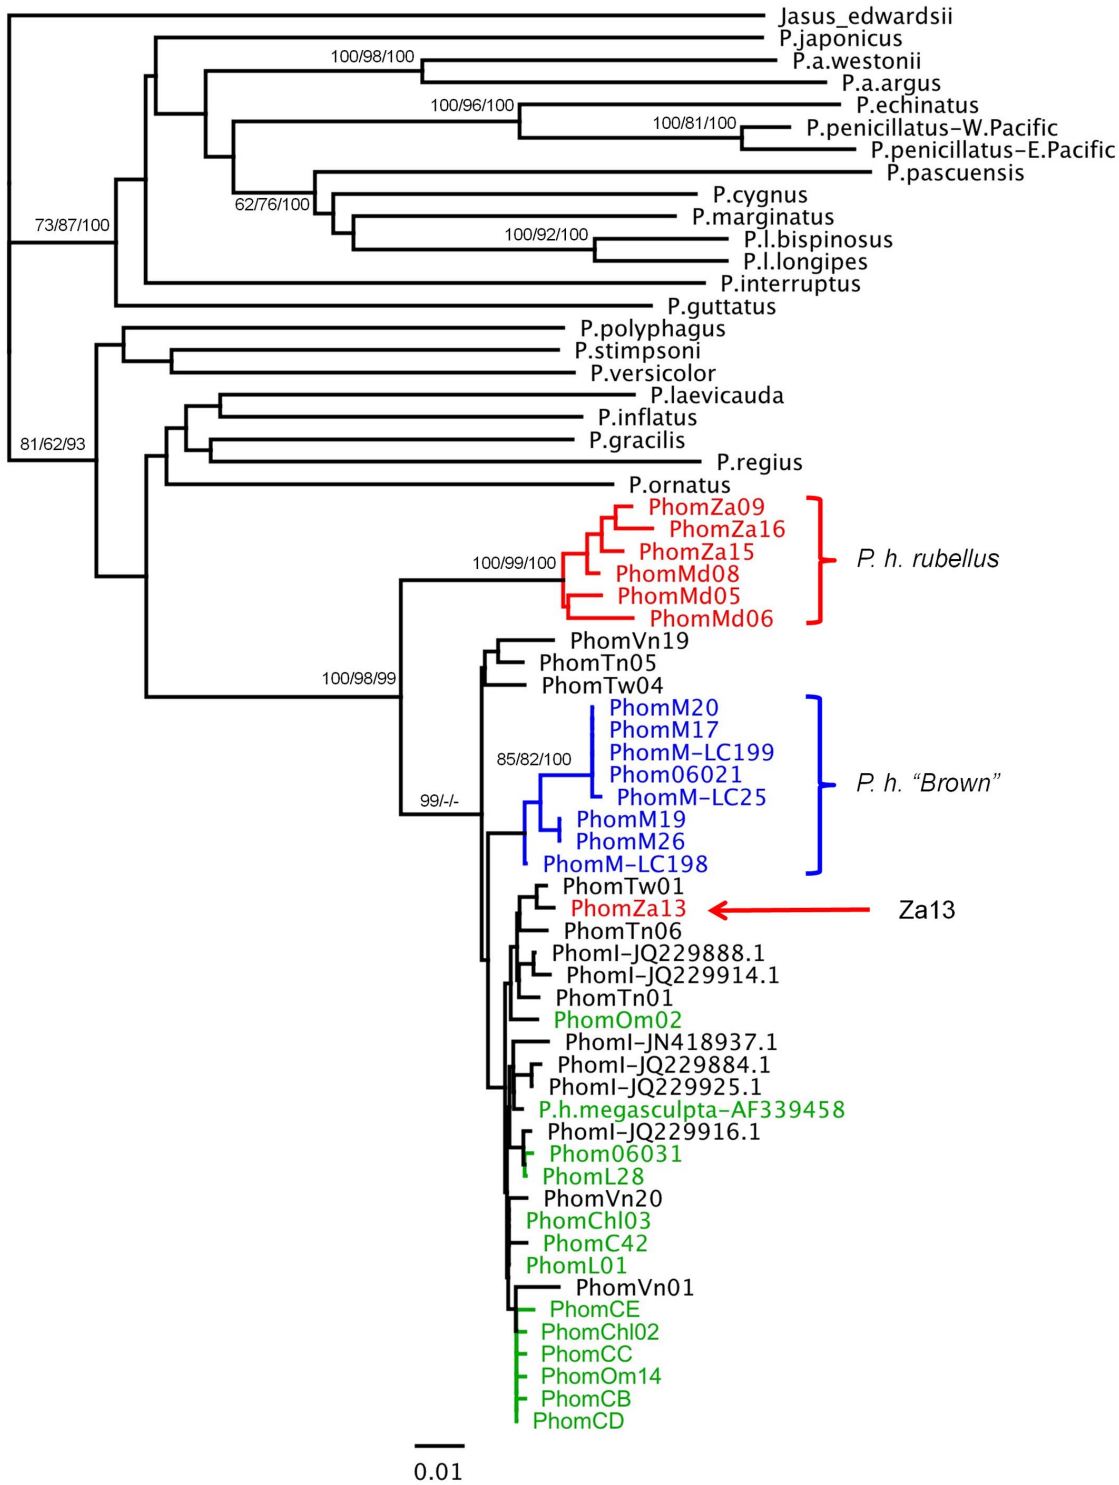 Jasus_edwardsii
P.japonicus
100/98/100
P.a.westonii
P.a.argus
100/96/100
P.echinatus
100/81/100
P.penicillatus-W.Pacific
P.penicillatus-E.Pacific
P.pascuensis
62/76/100
P.cygnus
P.marginatus
73/87/100
100/92/100
P.l.bispinosus
P.l.longipes
P.interruptus
P.guttatus
P.polyphagus
P.stimpsoni
P.versicolor
P.laevicauda
P.inflatus
81/62/93
P.gracilis
P.regius
P.ornatus
PhomZa09
PhomZa16
PhomZa15
100/99/100
P. h. rubellus
PhomMd08
PhomMd05
PhomMd06
PhomVn19
PhomTn05
100/98/99
PhomTw04
PhomM20
PhomM17
PhomM-LC199
85/82/100
Phom06021
P. h. “Brown”
PhomM-LC25
99/-/-
PhomM19
PhomM26
PhomM-LC198
PhomTw01
PhomZa13
Za13
PhomTn06
PhomI-JQ229888.1
PhomI-JQ229914.1
PhomTn01
PhomOm02
PhomI-JN418937.1
PhomI-JQ229884.1
PhomI-JQ229925.1
P.h.megasculpta-AF339458
PhomI-JQ229916.1
Phom06031
PhomL28
PhomVn20
PhomChl03
PhomC42
PhomL01
PhomVn01
PhomCE
PhomChl02
PhomCC
PhomOm14
PhomCB
PhomCD
0.01